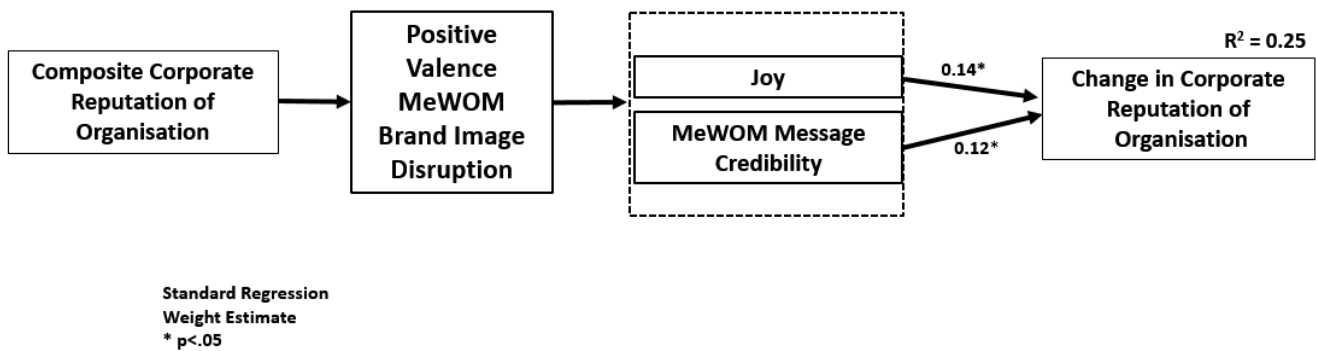 Composite Corporate
Reputation of
Organisation
Positive
Valence
MeWOM
Brand Image
Disruption
Joy
MeWOM Message
Credibility
0.14*
0.12*
R² = 0.25
Change in Corporate
Reputation of
Organisation
Standard Regression
Weight Estimate
* p<.05